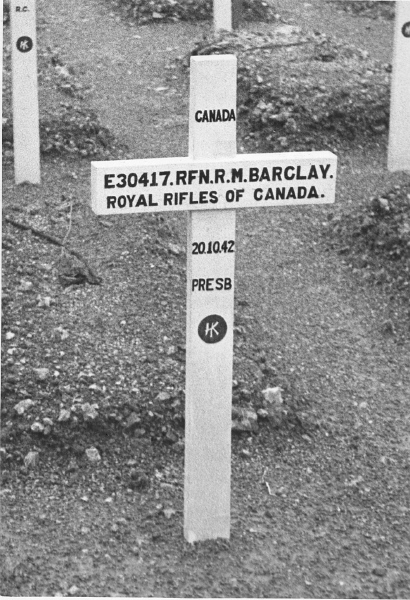 R.C.
HK
CANADA
E30417.RFN.R.M.BARCLAY.
ROYAL RIFLES OF CANADA.
20.10.42
PRESB
HK